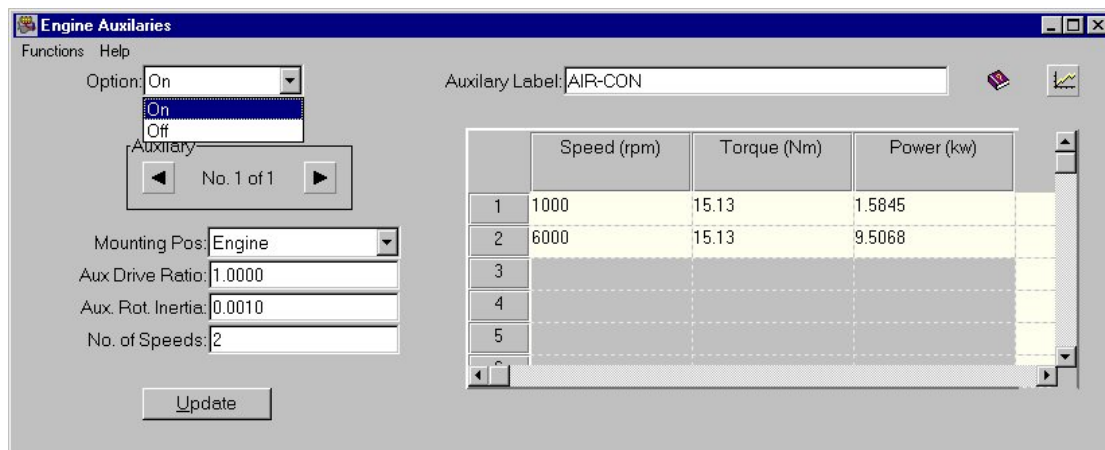 Engine Auxilaries
Functions Help
Option: On
On
Off
Auxilary Label: AIR-CON
Auxilary
No. 1 of 1
Mounting Pos: Engine
Aux Drive Ratio: 1.0000
Aux. Rot. Inertia: 0.0010
No. of Speeds: 2
Update
Speed (rpm) Torque (Nm) Power (kw)
1 1000 15.13 1.5845
2 6000 15.13 9.5068
3
4
5